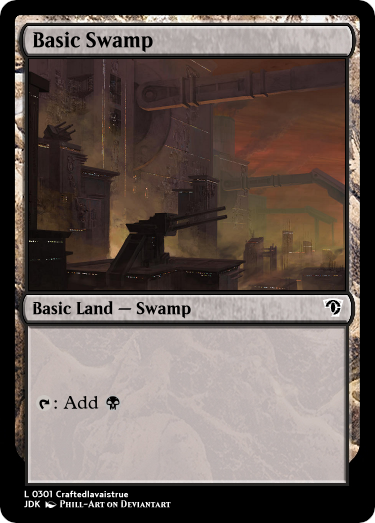 Basic Swamp
Basic Land — Swamp
: Add
L 0301 Craftedlavaistrue
JDK Phill-Art on Deviantart